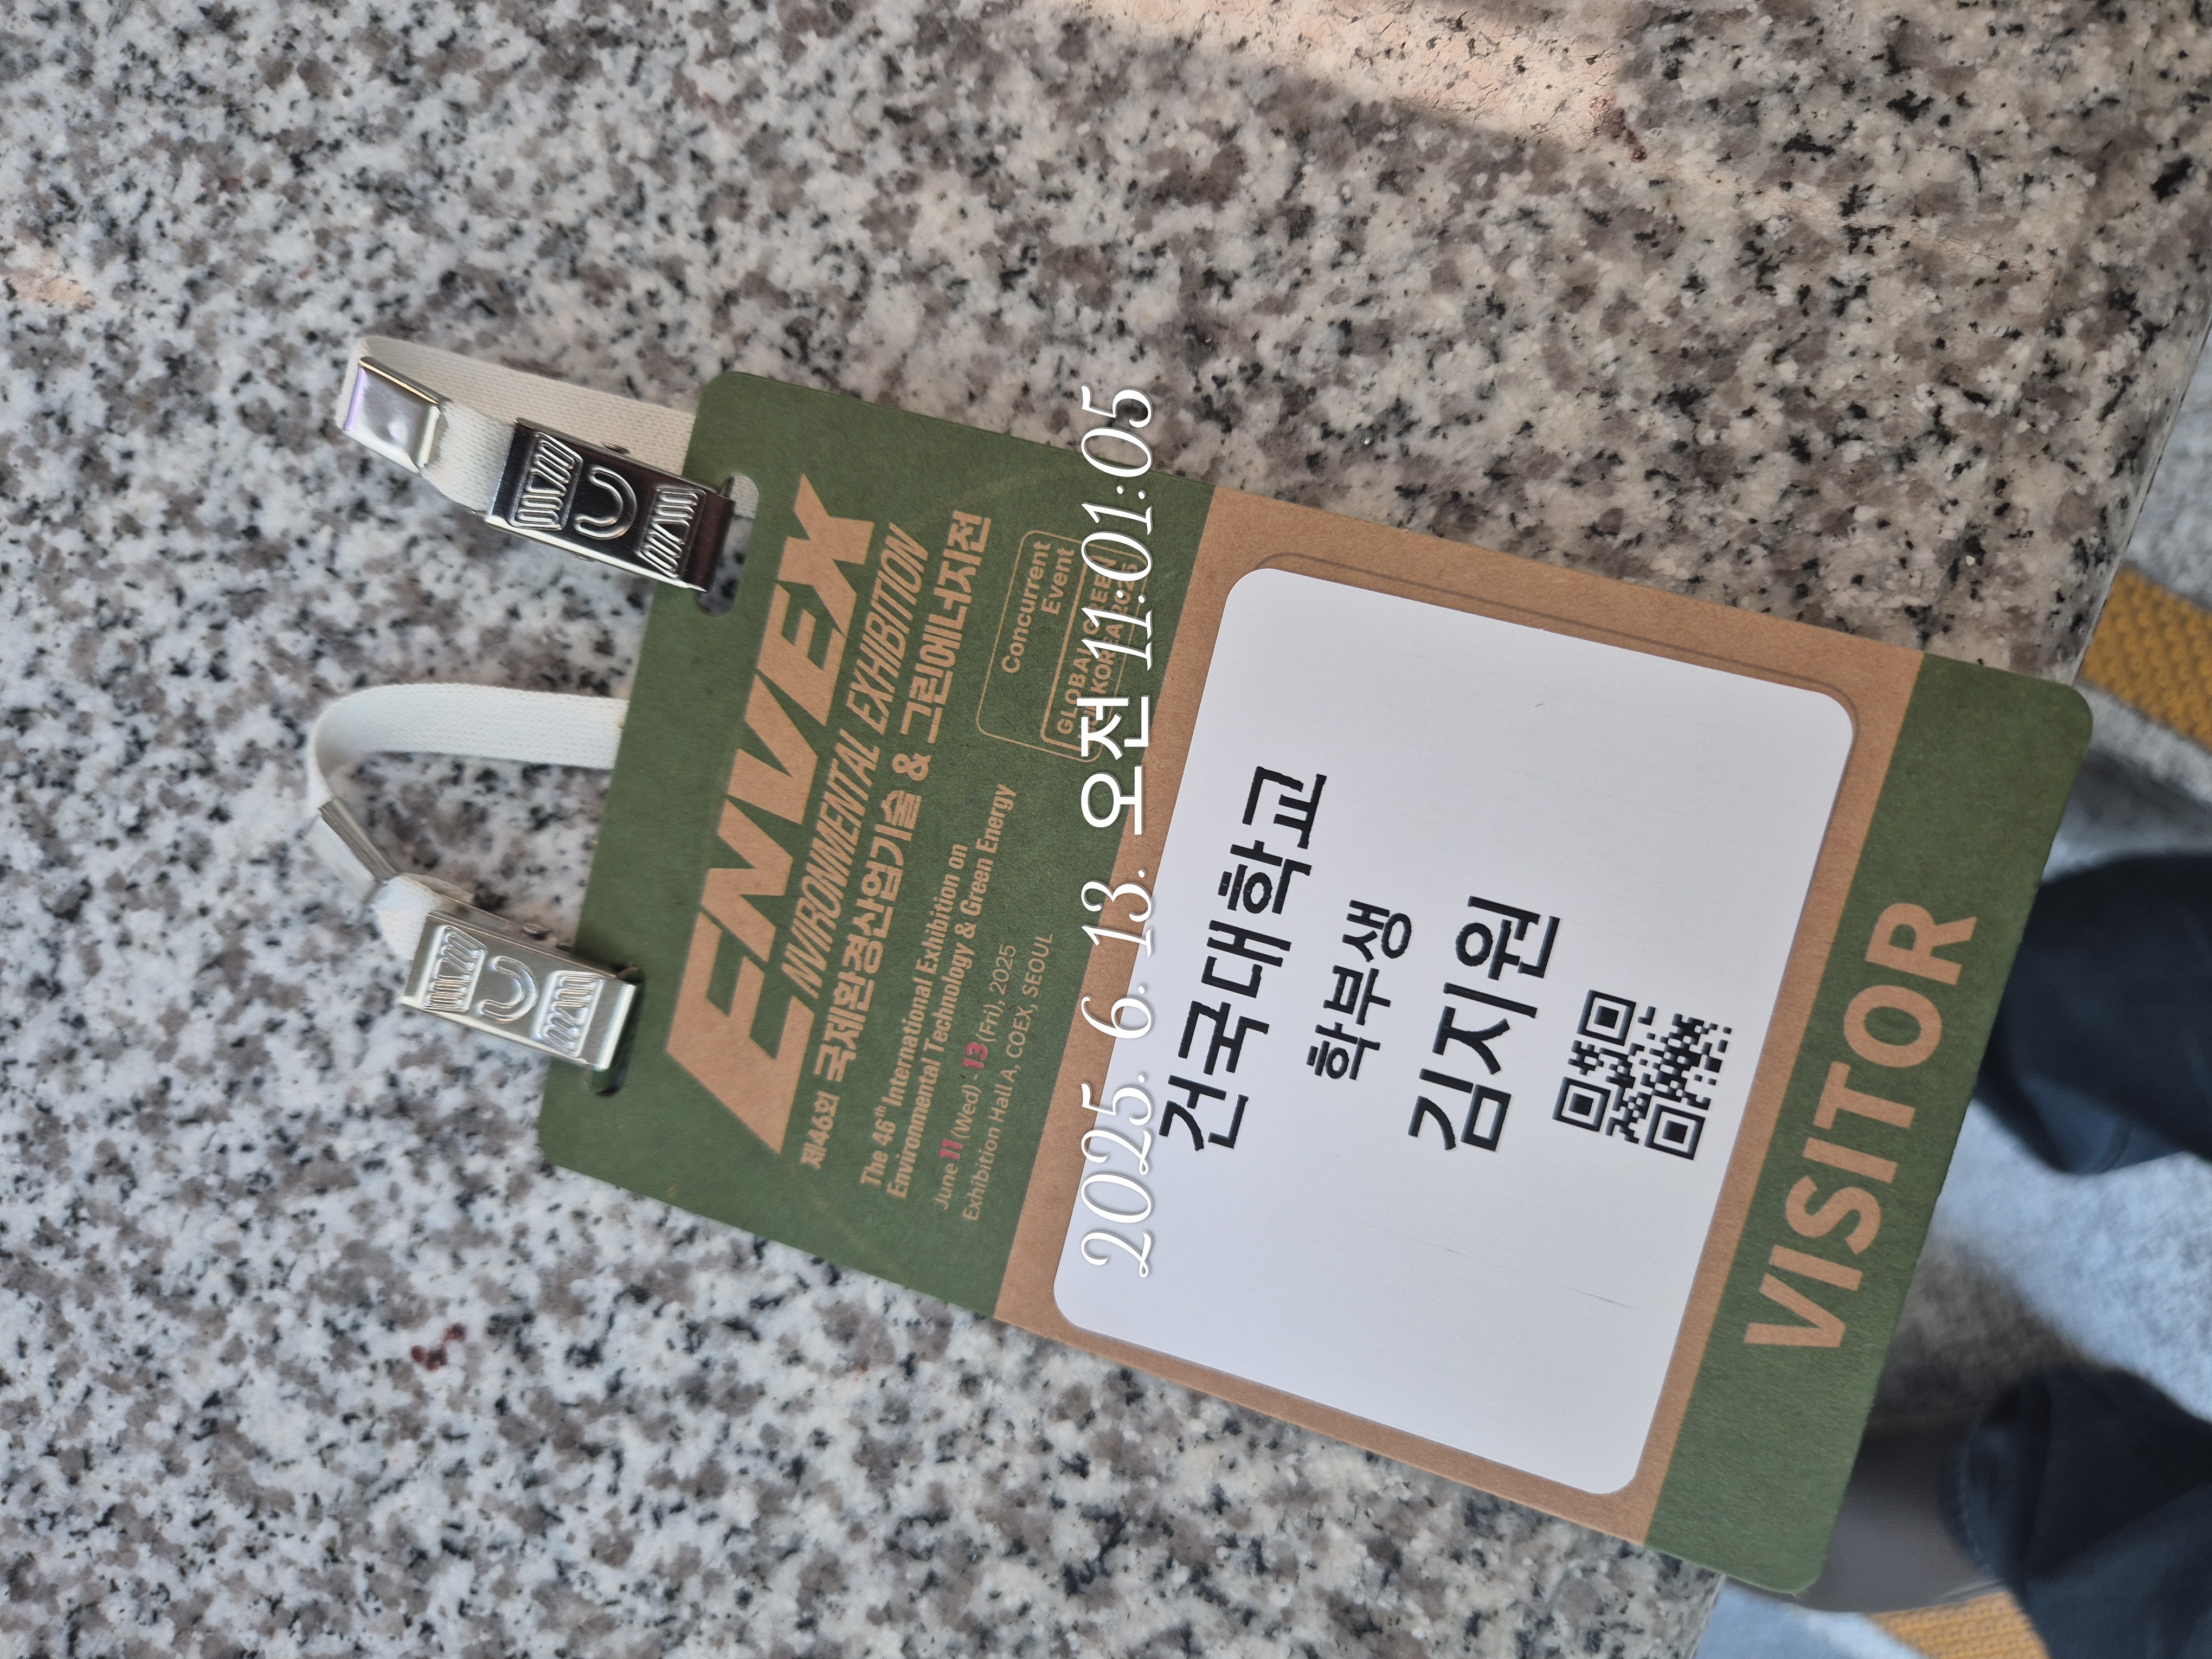 ENVEX
ENVIRONMENTAL EXHIBITION
제46회 국제환경산업기술 & 그린에너지전
The 46th International Exhibition on
Environmental Technology & Green Energy
June 11 (Wed) 13 (Fri), 2025
Exhibition Hall A, COEX, SEOUL
Concurrent
Event
GLOBAL GREEN
KOREA
2025. 6. 13. 오전 11:01:05
건국대학교
학부생
김지원
VISITOR